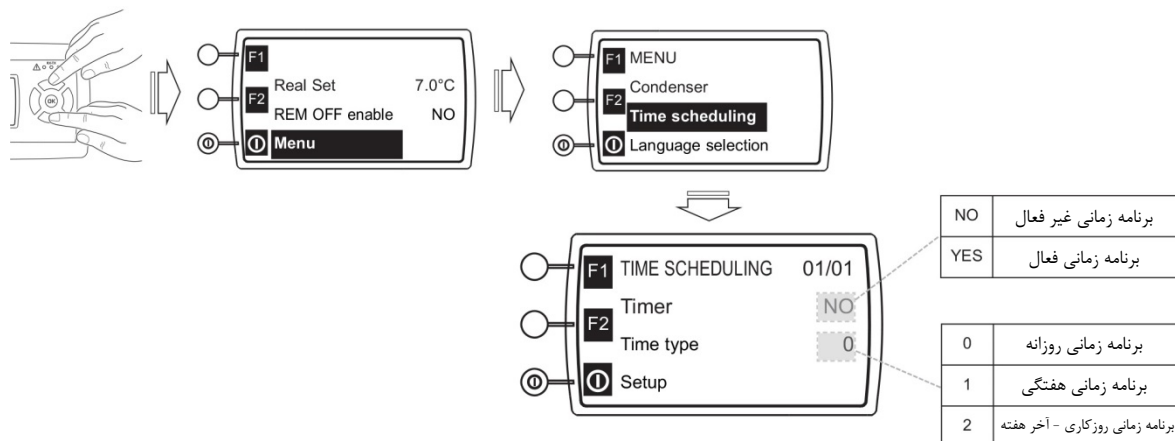 OK
F1
Real Set 7.0°C
F2
REM OFF enable NO
Menu
F1 MENU
Condenser
F2
Time scheduling
Language selection
F1 TIME SCHEDULING 01/01
Timer NO
F2
Time type 0
Setup
NO برنامه زمانی غیر فعال
YES برنامه زمانی فعال
0 برنامه زمانی روزانه
1 برنامه زمانی هفتگی
2 برنامه زمانی روزکاری - آخر هفته